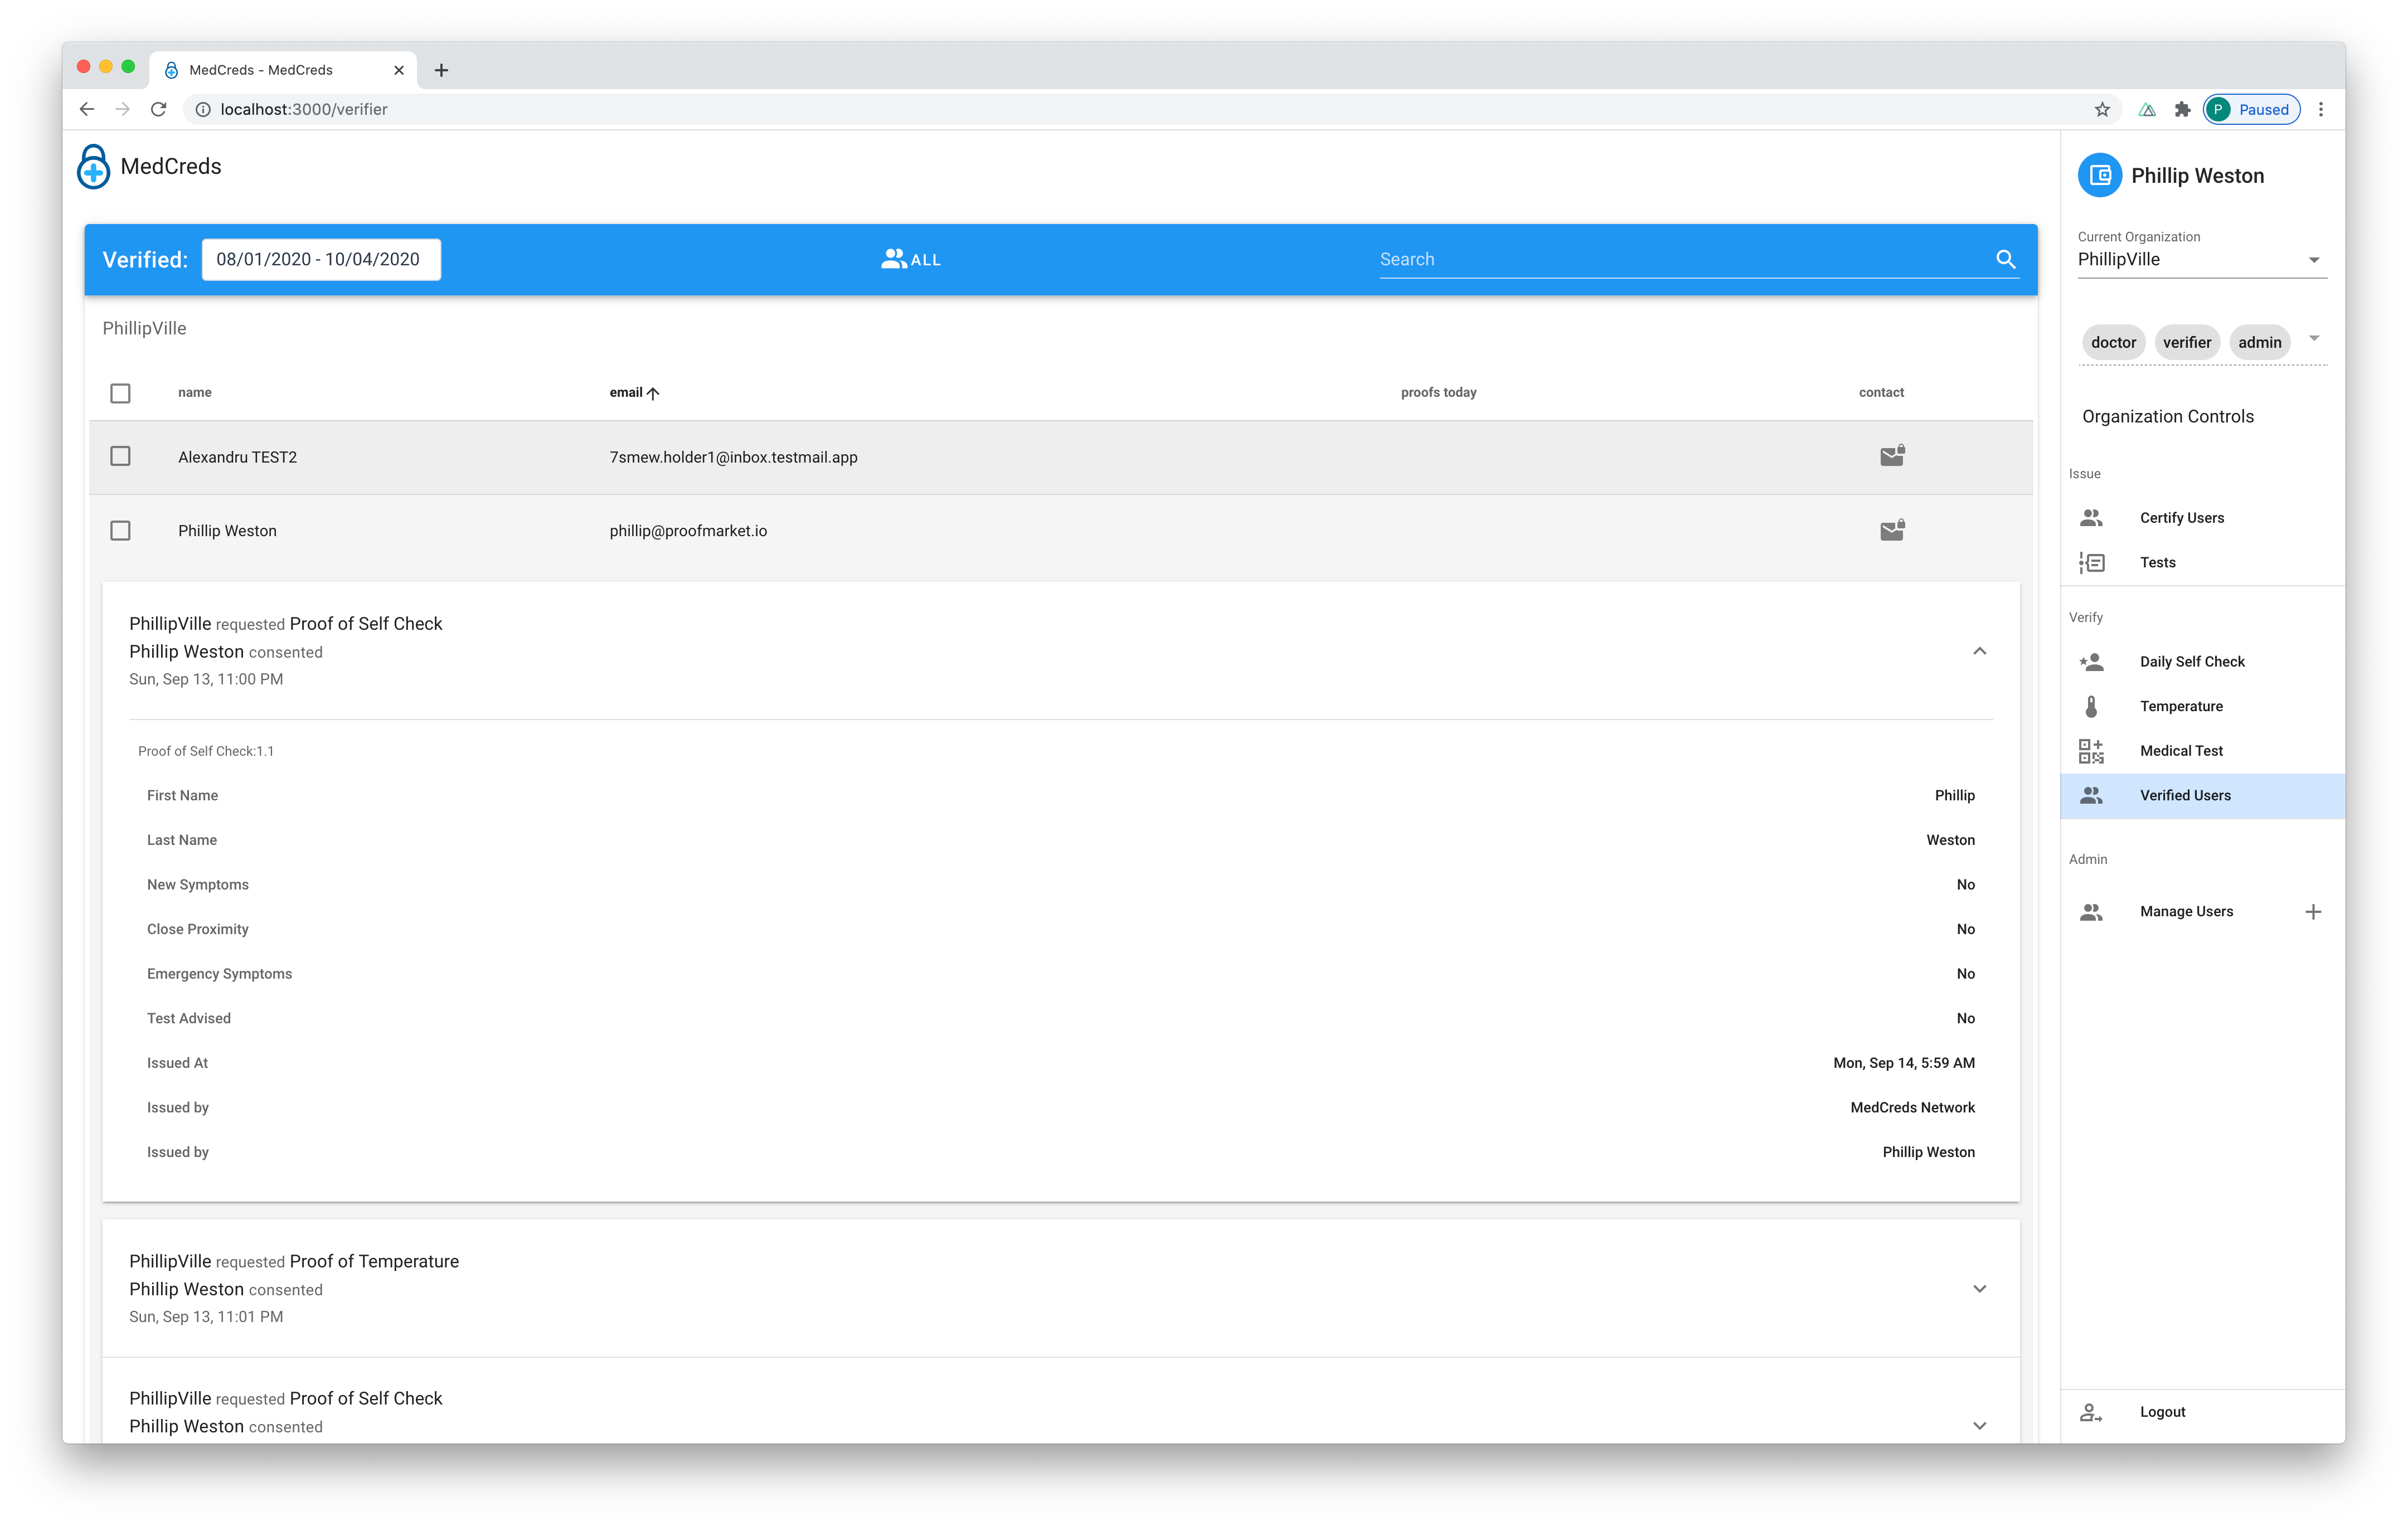 MedCreds - MedCreds
localhost:3000/verifier
P Paused
MedCreds
Phillip Weston
Current Organization
PhillipVille
doctor verifier admin
Organization Controls
Issue
Certify Users
Tests
Verify
Daily Self Check
Temperature
Medical Test
Verified Users
Admin
Manage Users
Logout
Verified: 08/01/2020 - 10/04/2020 ALL Search
PhillipVille
name email proofs today contact
Alexandru TEST2 7smew.holder1@inbox.testmail.app
Phillip Weston phillip@proofmarket.io
PhillipVille requested Proof of Self Check
Phillip Weston consented
Sun, Sep 13, 11:00 PM
Proof of Self Check:1.1
First Name Phillip
Last Name Weston
New Symptoms No
Close Proximity No
Emergency Symptoms No
Test Advised No
Issued At Mon, Sep 14, 5:59 AM
Issued by MedCreds Network
Issued by Phillip Weston
PhillipVille requested Proof of Temperature
Phillip Weston consented
Sun, Sep 13, 11:01 PM
PhillipVille requested Proof of Self Check
Phillip Weston consented